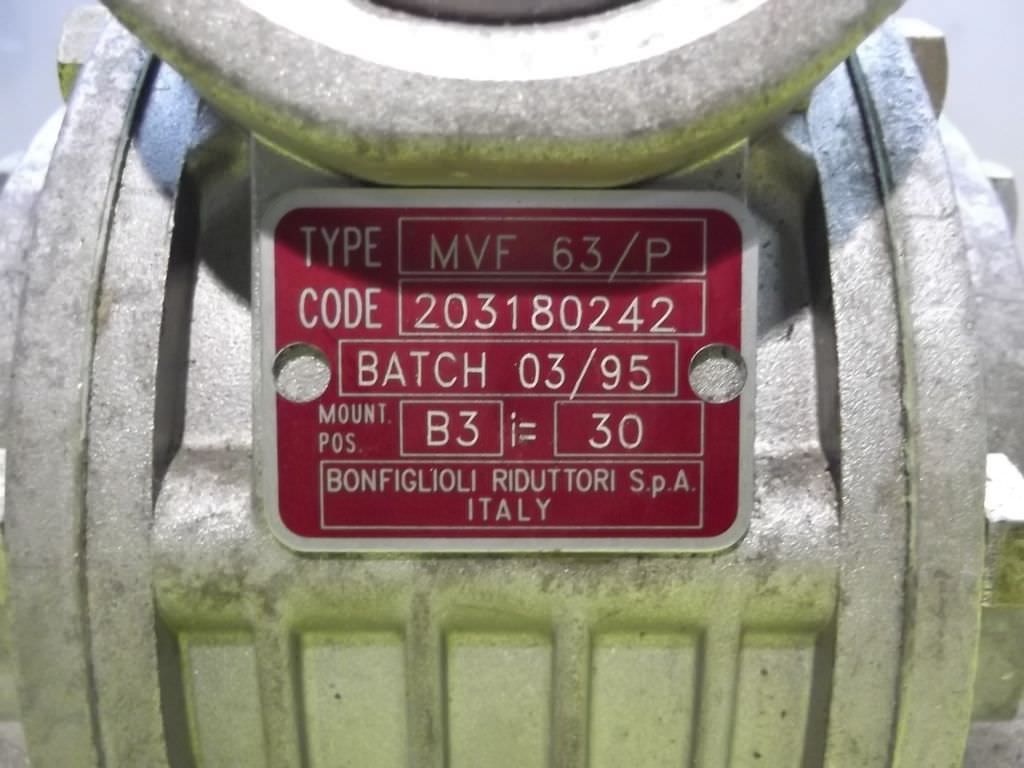 TYPE MVF 63/P
CODE 203180242
BATCH 03/95
MOUNT. POS. B3 i= 30
BONFIGLIOLI RIDUTTORI S.p.A.
ITALY